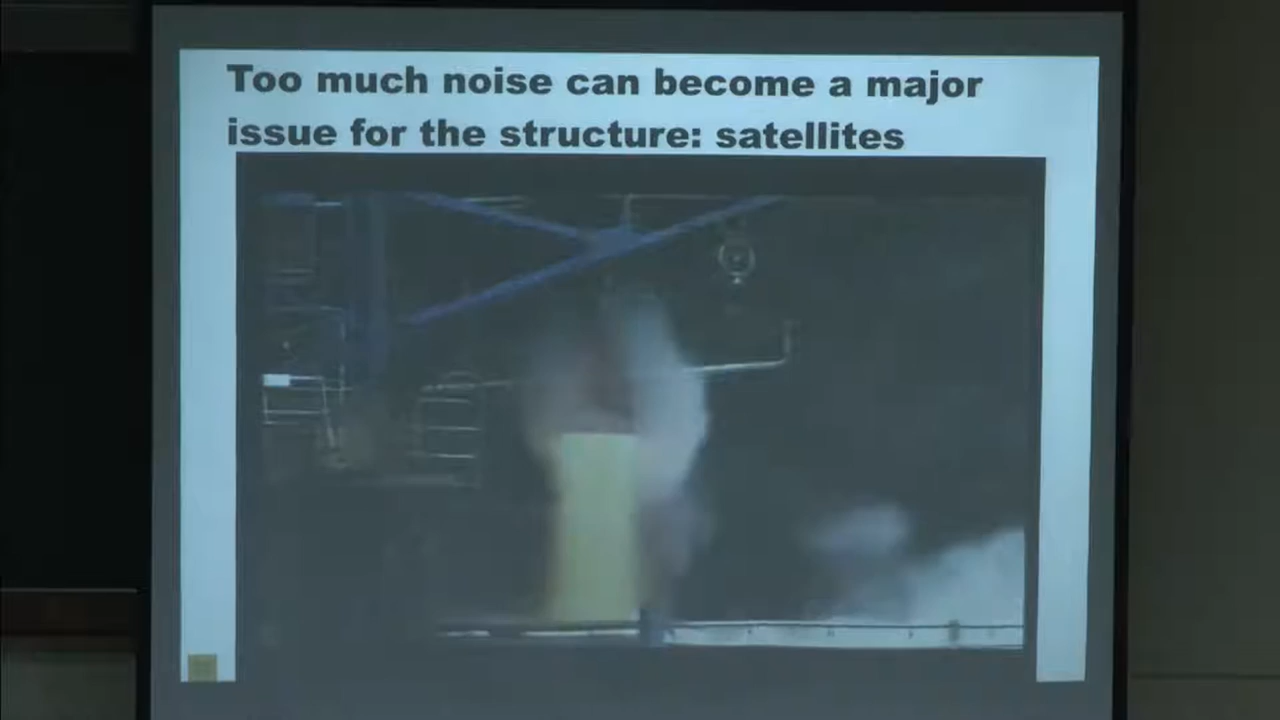 Too much noise can become a major
issue for the structure: satellites